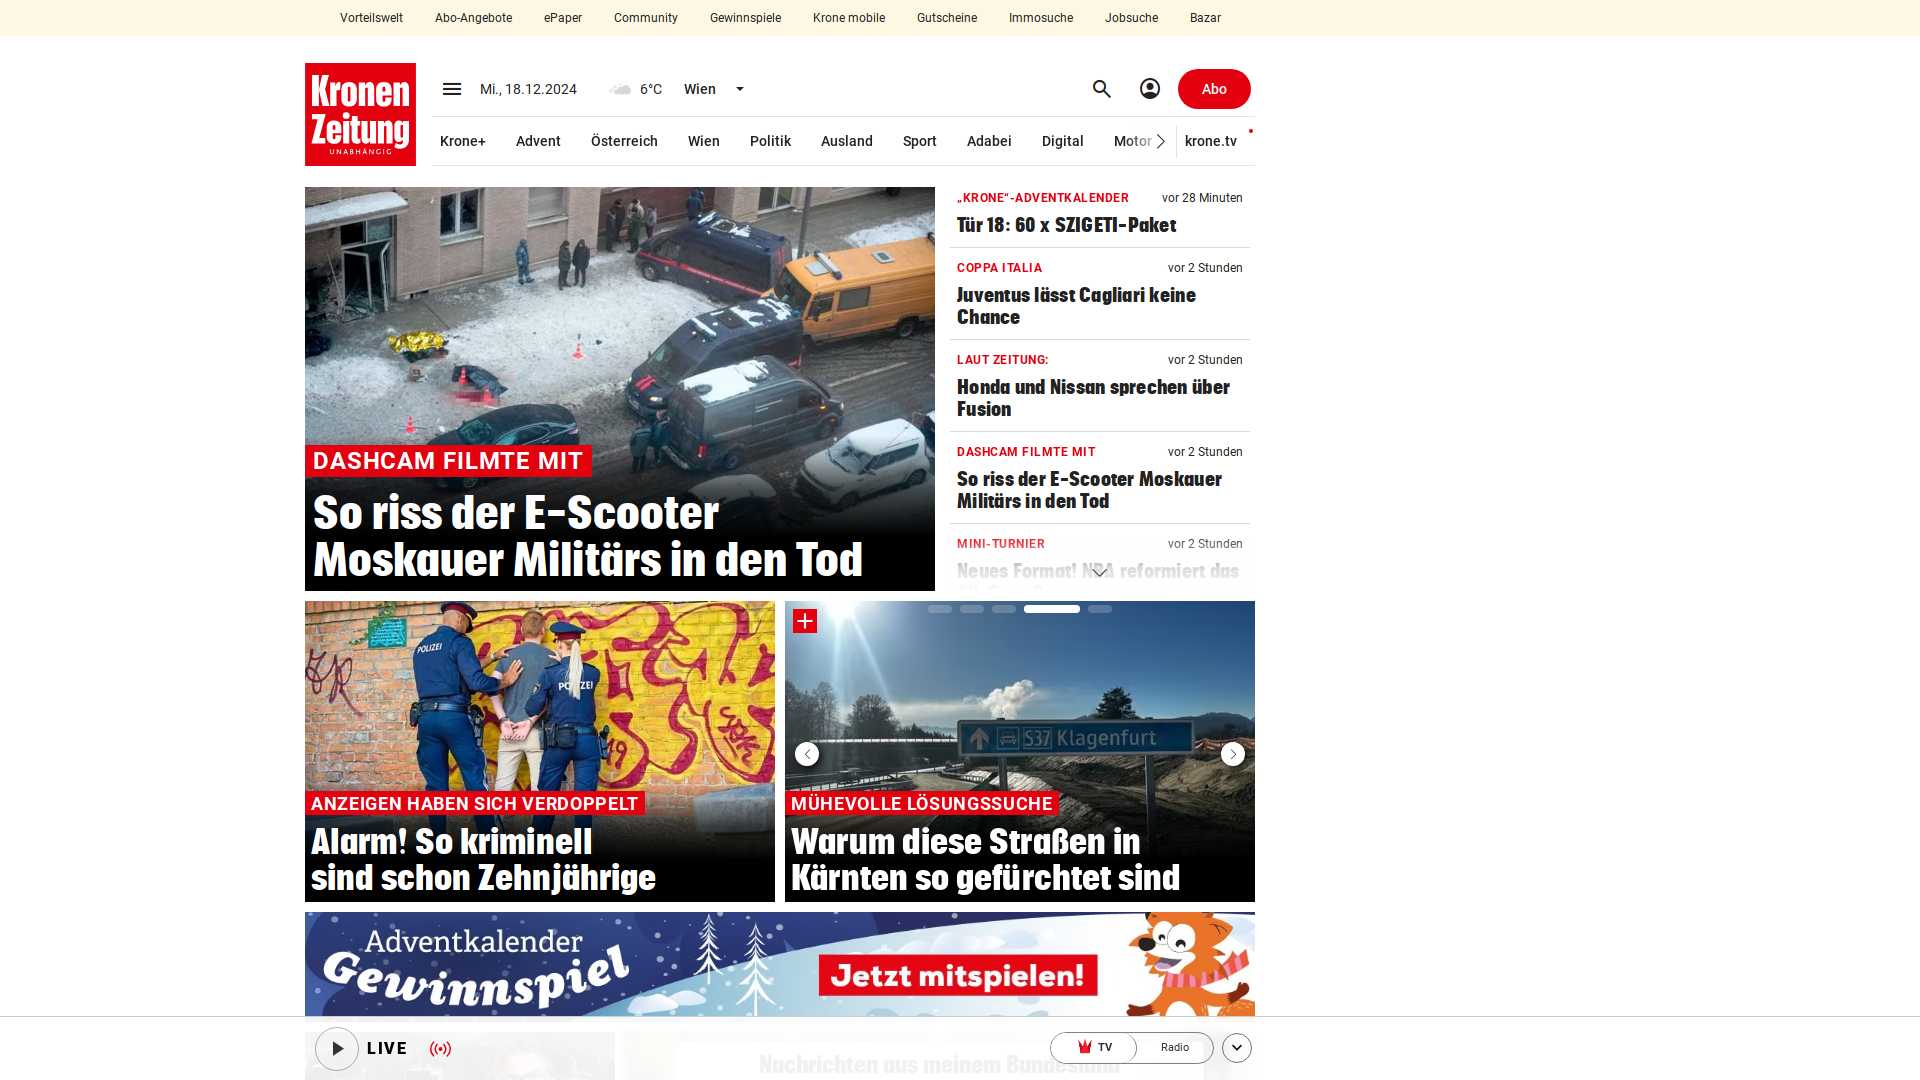 Vorteilswelt Abo-Angebote ePaper Community Gewinnspiele Krone mobile Gutscheine Immosuche Jobsuche Bazar
Kronen
Zeitung
UNABHÄNGIG
Mi., 18.12.2024 6°C Wien Abo
Krone+ Advent Österreich Wien Politik Ausland Sport Adabei Digital Motor krone.tv
DASHCAM FILMTE MIT
So riss der E-Scooter
Moskauer Militärs in den Tod
„KRONE“-ADVENTKALENDER vor 28 Minuten
Tür 18: 60 x SZIGETI-Paket
COPPA ITALIA vor 2 Stunden
Juventus lässt Cagliari keine
Chance
LAUT ZEITUNG: vor 2 Stunden
Honda und Nissan sprechen über
Fusion
DASHCAM FILMTE MIT vor 2 Stunden
So riss der E-Scooter Moskauer
Militärs in den Tod
MINI-TURNIER vor 2 Stunden
Neues Format! NBA reformiert das
POLIZEI
POLIZEI
ANZEIGEN HABEN SICH VERDOPPELT
Alarm! So kriminell
sind schon Zehnjährige
S37 Klagenfurt
MÜHEVOLLE LÖSUNGSSUCHE
Warum diese Straßen in
Kärnten so gefürchtet sind
Adventkalender
Gewinnspiel
Jetzt mitspielen!
LIVE TV Radio
Nachrichten aus meinem Bundesland